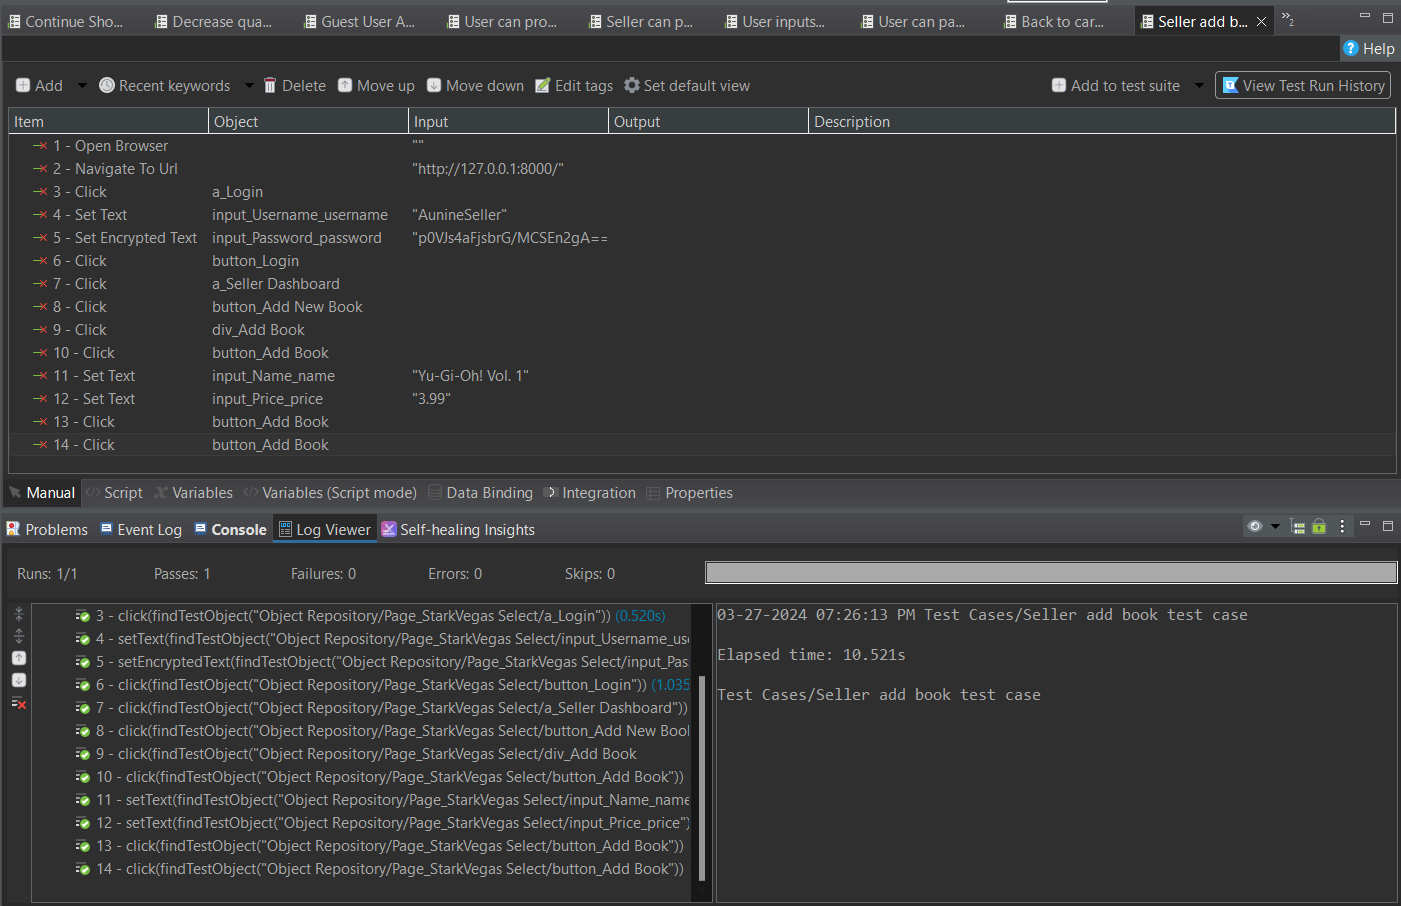 Continue Sho... Decrease qua... Guest User A... User can pro... Seller can p... User inputs... User can pa... Back to car... Seller add b... »2
Help
Add Recent keywords Delete Move up Move down Edit tags Set default view Add to test suite View Test Run History
Item Object Input Output Description
1 - Open Browser ""
2 - Navigate To Url "http://127.0.0.1:8000/"
3 - Click a_Login
4 - Set Text input_Username_username "AunineSeller"
5 - Set Encrypted Text input_Password_password "p0VJs4aFjsbrG/MCSEn2gA==
6 - Click button_Login
7 - Click a_Seller Dashboard
8 - Click button_Add New Book
9 - Click div_Add Book
10 - Click button_Add Book
11 - Set Text input_Name_name "Yu-Gi-Oh! Vol. 1"
12 - Set Text input_Price_price "3.99"
13 - Click button_Add Book
14 - Click button_Add Book
Manual Script Variables Variables (Script mode) Data Binding Integration Properties
Problems Event Log Console Log Viewer Self-healing Insights
Runs: 1/1 Passes: 1 Failures: 0 Errors: 0 Skips: 0
3 - click(findTestObject("Object Repository/Page_StarkVegas Select/a_Login")) (0.520s)
4 - setText(findTestObject("Object Repository/Page_StarkVegas Select/input_Username_use
5 - setEncryptedText(findTestObject("Object Repository/Page_StarkVegas Select/input_Pas
6 - click(findTestObject("Object Repository/Page_StarkVegas Select/button_Login")) (1.035
7 - click(findTestObject("Object Repository/Page_StarkVegas Select/a_Seller Dashboard"))
8 - click(findTestObject("Object Repository/Page_StarkVegas Select/button_Add New Boo
9 - click(findTestObject("Object Repository/Page_StarkVegas Select/div_Add Book
10 - click(findTestObject("Object Repository/Page_StarkVegas Select/button_Add Book"))
11 - setText(findTestObject("Object Repository/Page_StarkVegas Select/input_Name_name
12 - setText(findTestObject("Object Repository/Page_StarkVegas Select/input_Price_price")
13 - click(findTestObject("Object Repository/Page_StarkVegas Select/button_Add Book"))
14 - click(findTestObject("Object Repository/Page_StarkVegas Select/button_Add Book"))
03-27-2024 07:26:13 PM Test Cases/Seller add book test case
Elapsed time: 10.521s
Test Cases/Seller add book test case